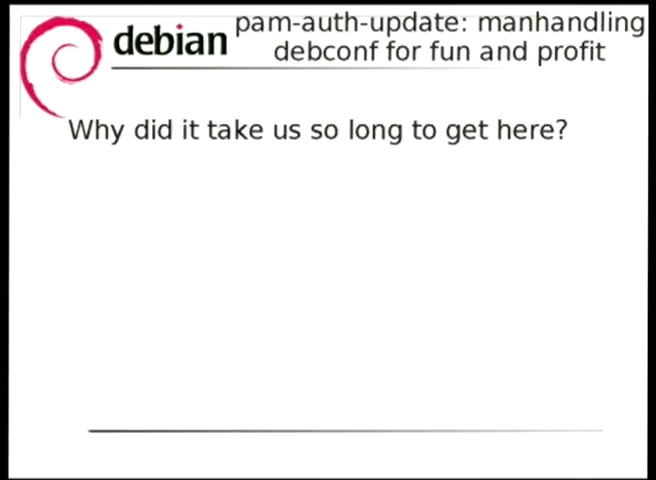 debian
pam-auth-update: manhandling
debconf for fun and profit
Why did it take us so long to get here?